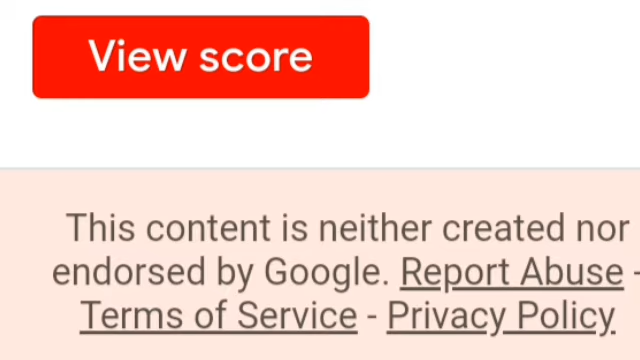 View score
This content is neither created nor
endorsed by Google. Report Abuse -
Terms of Service - Privacy Policy